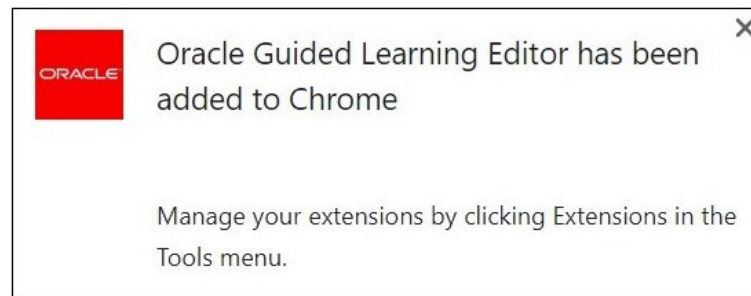 ORACLE
Oracle Guided Learning Editor has been
added to Chrome
Manage your extensions by clicking Extensions in the
Tools menu.